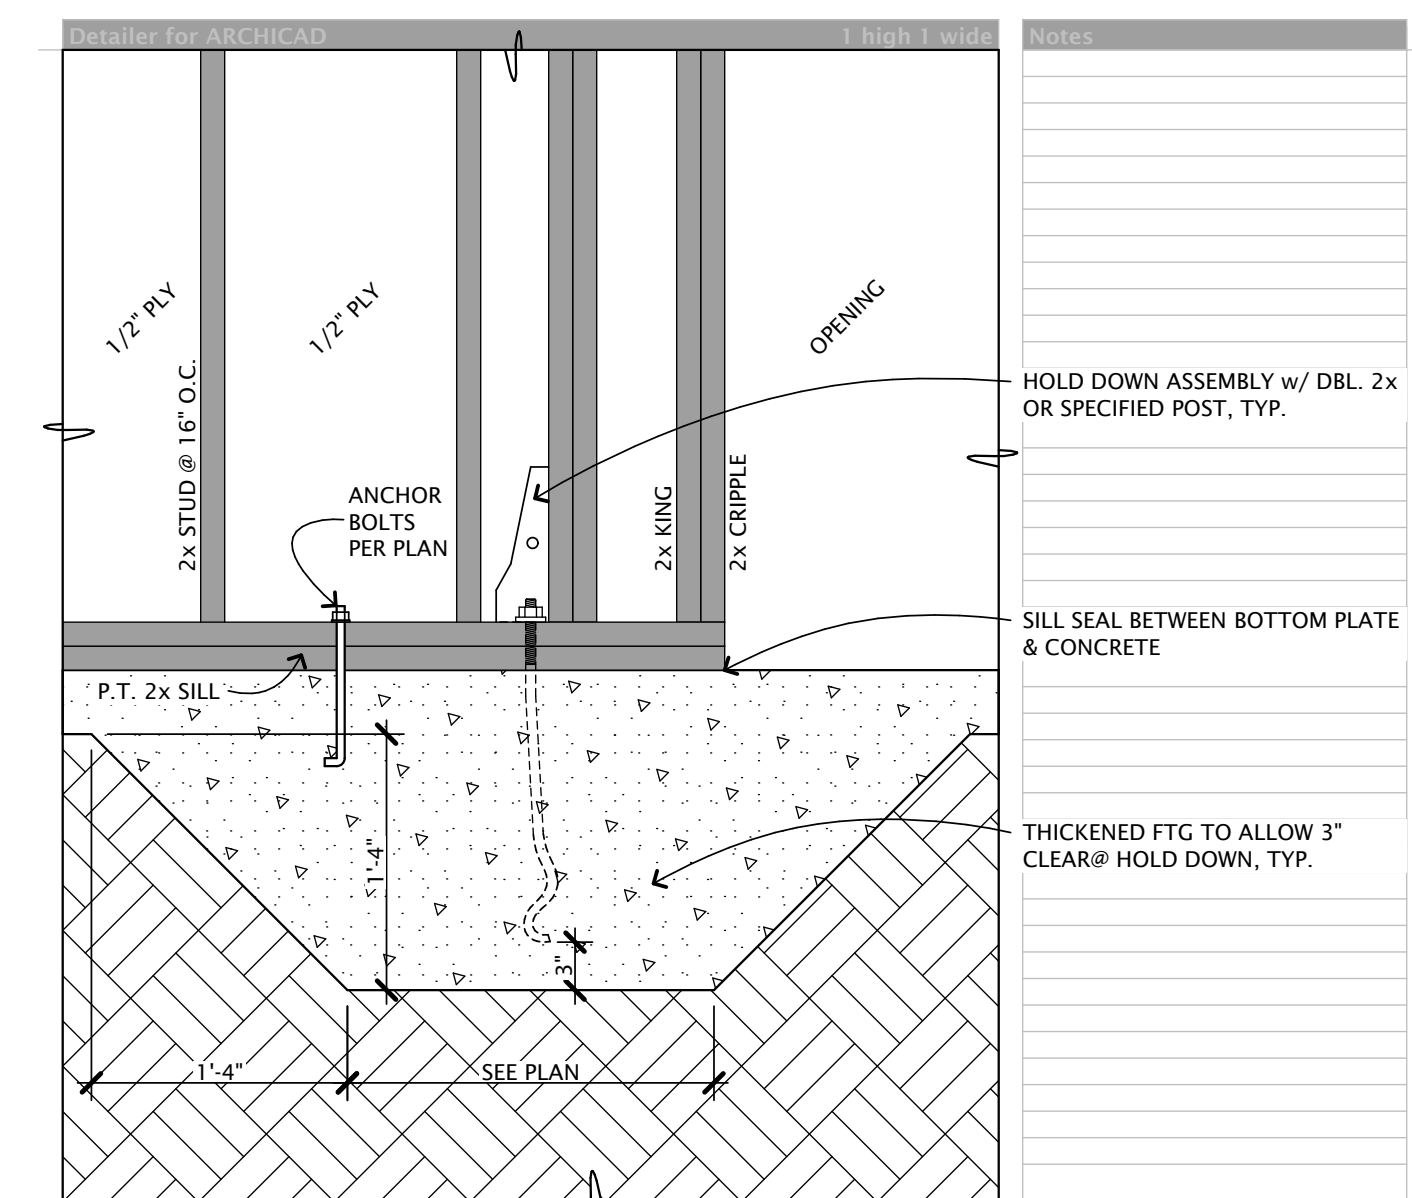 Detailer for ARCHICAD
1 high 1 wide
Notes
1/2" PLY
1/2" PLY
OPENING
2x STUD @ 16" O.C.
HOLD DOWN ASSEMBLY w/ DBL. 2x
OR SPECIFIED POST, TYP.
ANCHOR
BOLTS
PER PLAN
2x KING
2x CRIPPLE
SILL SEAL BETWEEN BOTTOM PLATE
& CONCRETE
P.T. 2x SILL
1'-4"
THICKENED FTG TO ALLOW 3"
CLEAR@ HOLD DOWN, TYP.
3"
1'-4"
SEE PLAN